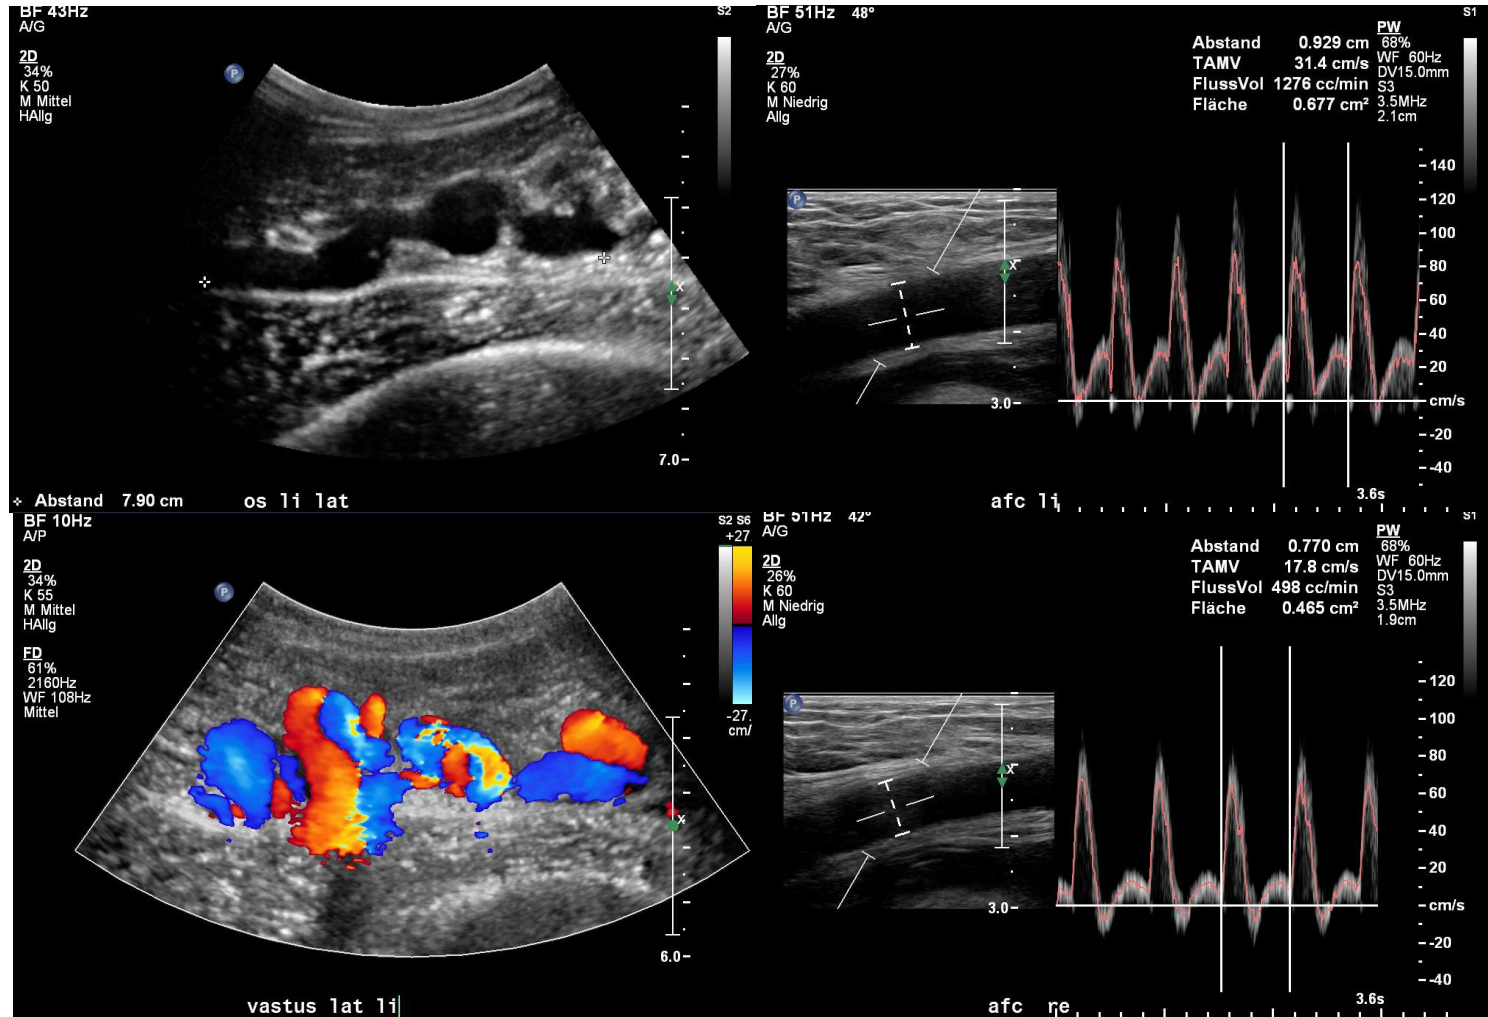 BF 43Hz
A/G
S2
2D
34%
K 50
M Mittel
HAllg
P
X
7.0
Abstand 7.90 cm
os li lat
BF 51Hz 48°
A/G
S1
2D
27%
K 60
M Niedrig
Allg
Abstand 0.929 cm
TAMV 31.4 cm/s
FlussVol 1276 cc/min
Fläche 0.677 cm²
PW
68%
WF 60Hz
DV15.0mm
S3
3.5MHz
2.1cm
P
X
3.0
140
120
100
80
60
40
20
cm/s
-20
-40
3.6s
afc li
BF 10Hz
A/P
S2 S6
+27.
2D
34%
K 55
M Mittel
HAllg
FD
61%
2160Hz
WF 108Hz
Mittel
P
-27.
cm/
X
6.0
vastus lat li
BF 51Hz 42°
A/G
S1
2D
26%
K 60
M Niedrig
Allg
Abstand 0.770 cm
TAMV 17.8 cm/s
FlussVol 498 cc/min
Fläche 0.465 cm²
PW
68%
WF 60Hz
DV15.0mm
S3
3.5MHz
1.9cm
P
X
3.0
120
100
80
60
40
20
cm/s
-20
-40
3.6s
afc re